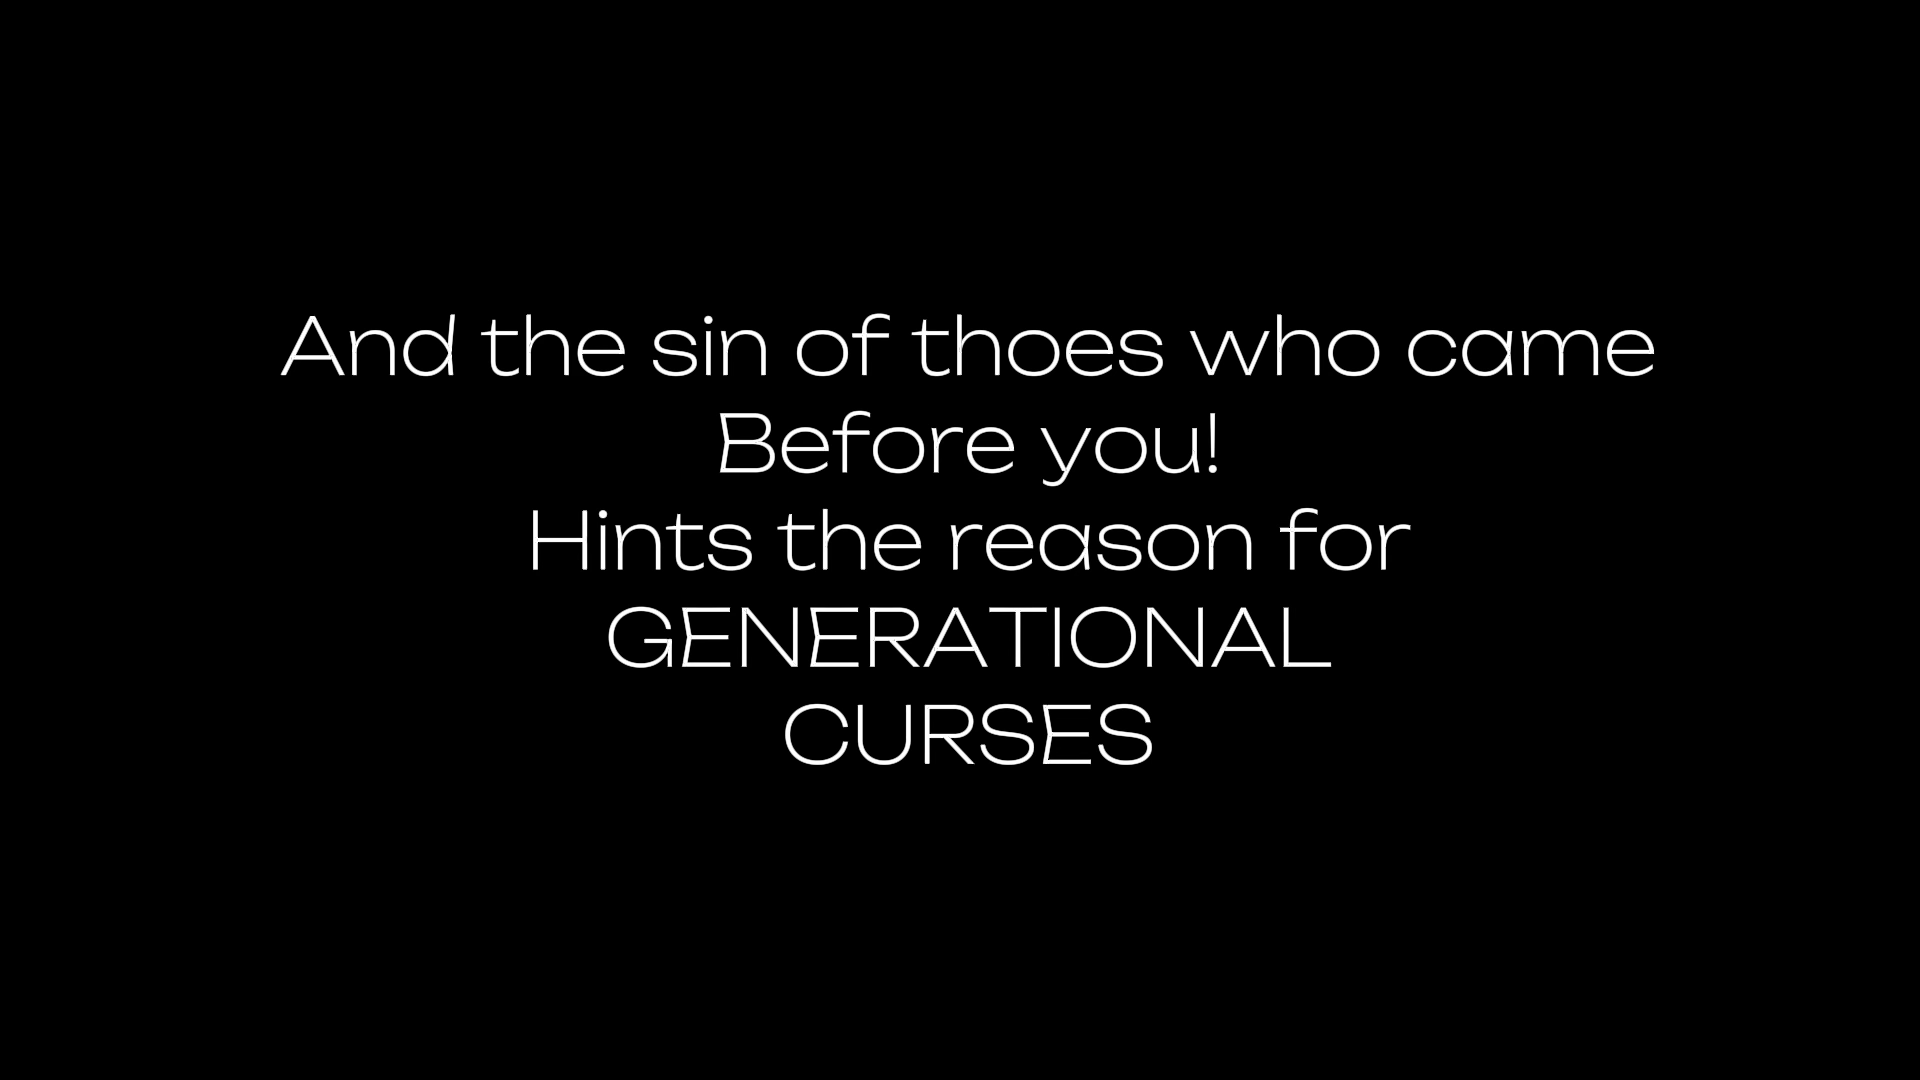 And the sin of thoes who came
Before you!
Hints the reason for
GENERATIONAL
CURSES